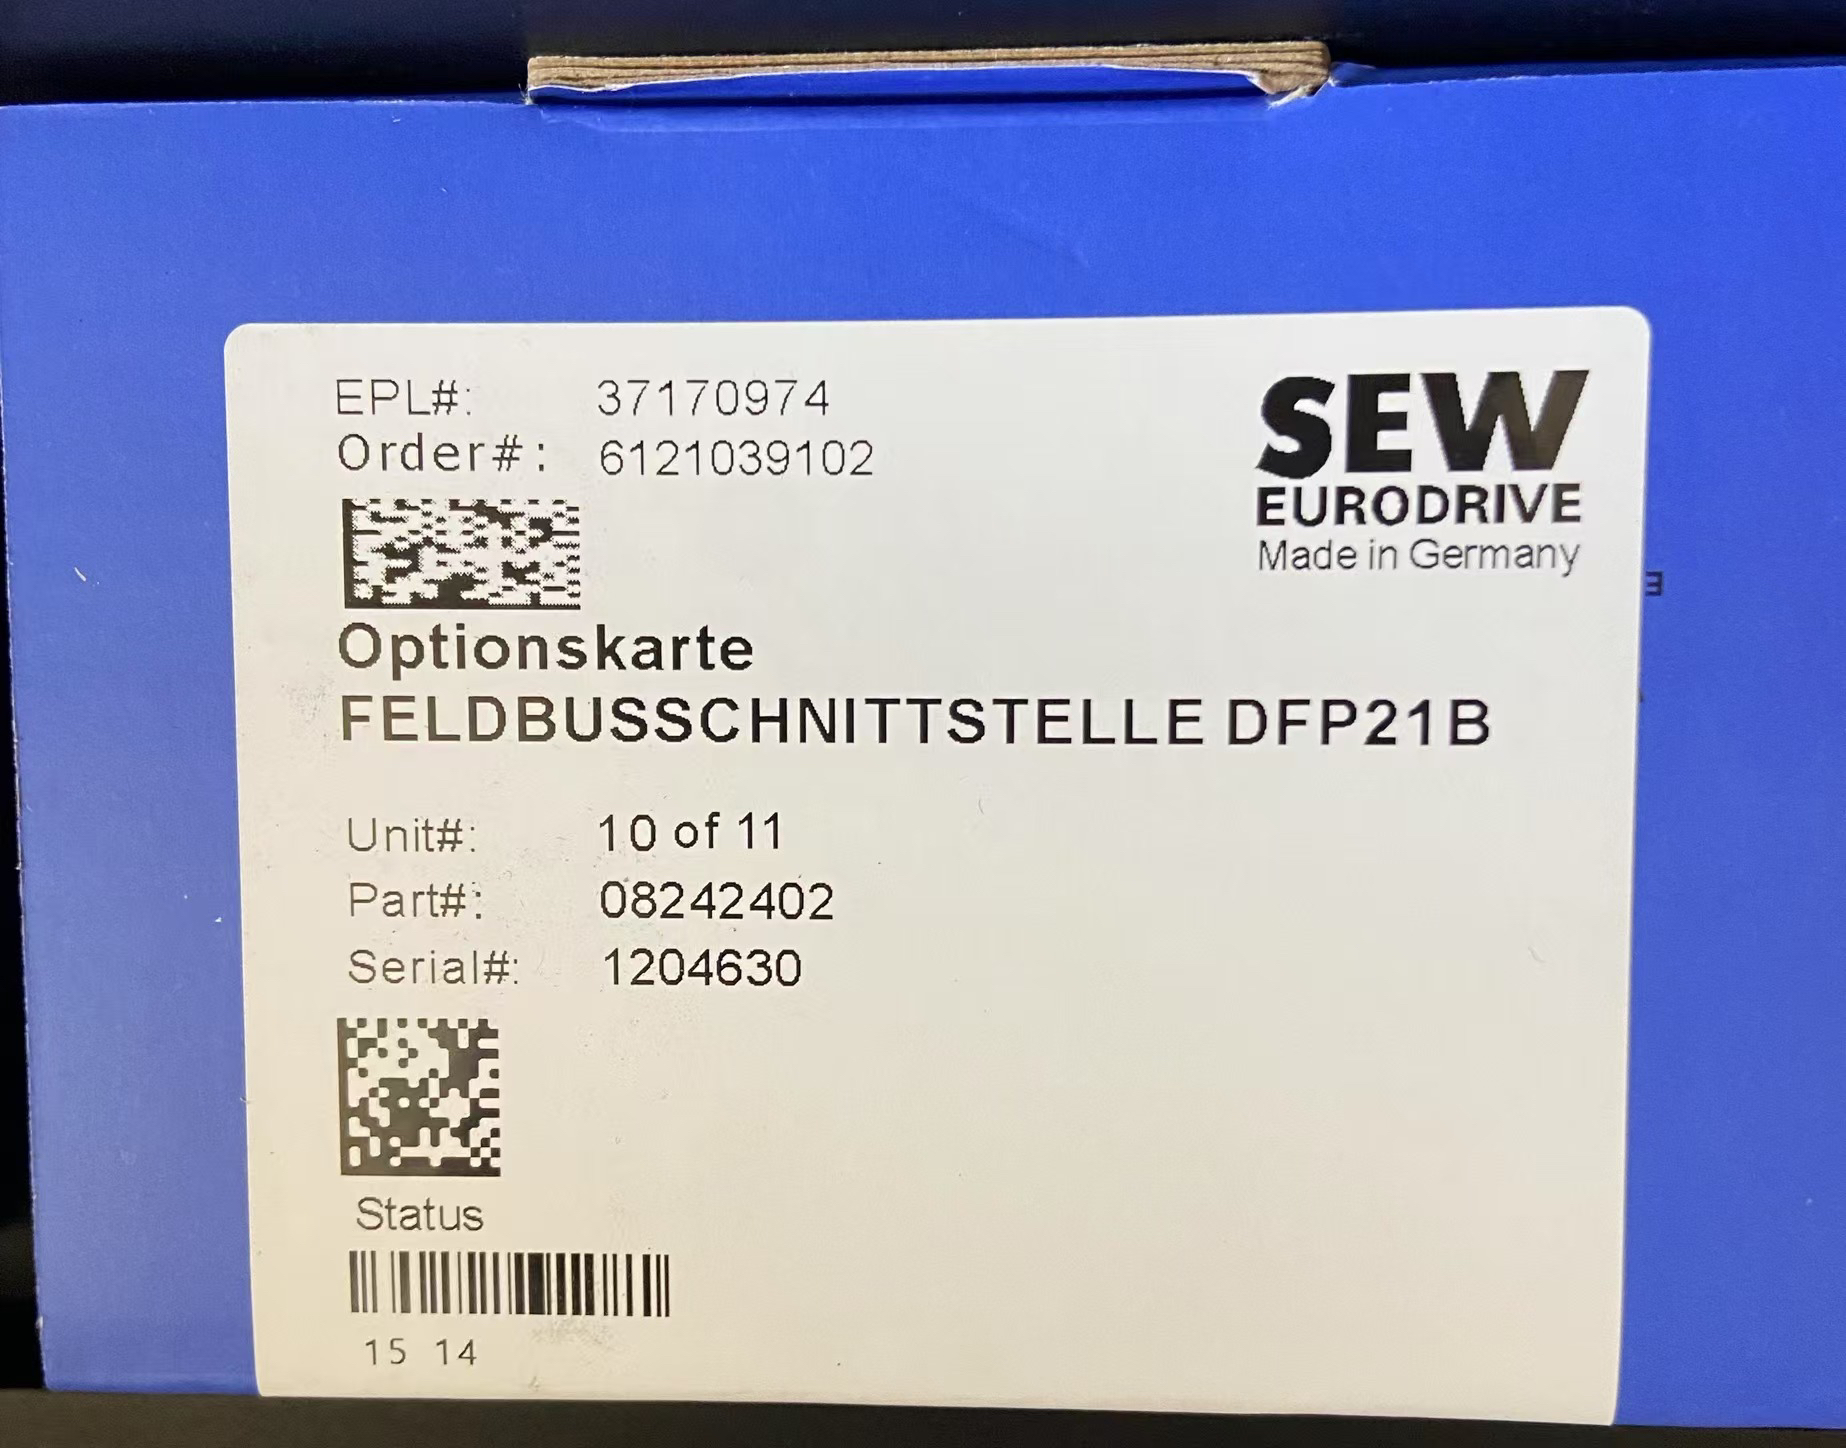 EPL#: 37170974
Order#: 6121039102
SEW
EURODRIVE
Made in Germany
Optionskarte
FELDBUSSCHNITTSTELLE DFP21B
Unit#: 10 of 11
Part#: 08242402
Serial#: 1204630
Status
15 14